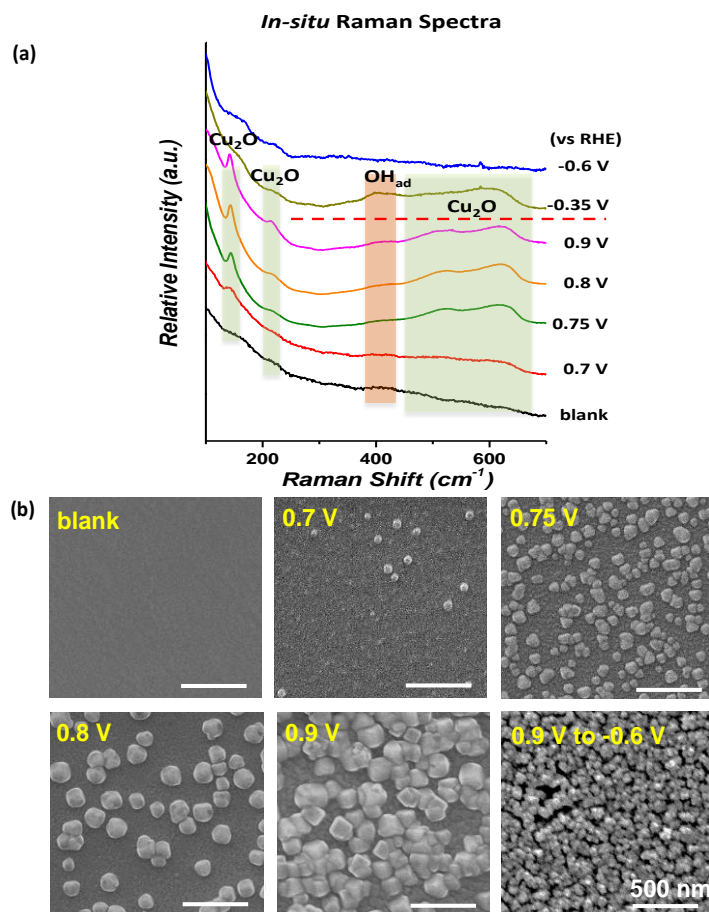 In-situ Raman Spectra
(a)
Relative Intensity (a.u.)
Cu₂O
Cu₂O
OHad
Cu₂O
(vs RHE)
-0.6 V
-0.35 V
0.9 V
0.8 V
0.75 V
0.7 V
blank
200
400
600
Raman Shift (cm⁻¹)
(b)
blank
0.7 V
0.75 V
0.8 V
0.9 V
0.9 V to -0.6 V
500 nm